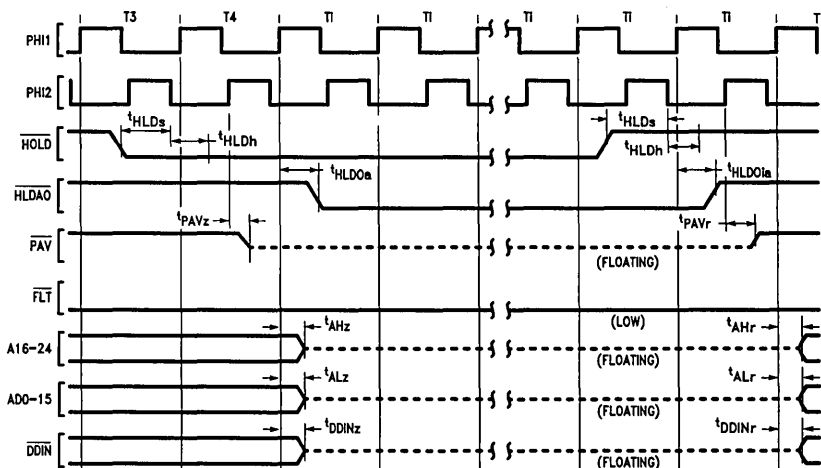 T3 T4 Ti Ti Ti Ti Ti T
PHI1
PHI2
tHLDs tHLDs
HOLD tHLDh tHLDh
HLDAO tHLDOa tHLDOia
tPAVz tPAVr
PAV
(FLOATING)
FLT
(LOW)
tAHz tAHr
A16-24
(FLOATING)
tALz tALr
AD0-15
(FLOATING)
tDDINz tDDINr
DDIN
(FLOATING)